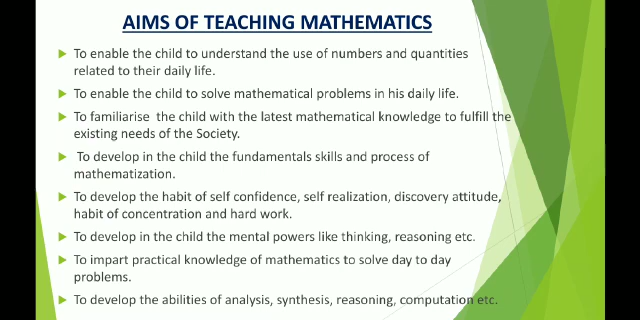 AIMS OF TEACHING MATHEMATICS
To enable the child to understand the use of numbers and quantities
related to their daily life.
To enable the child to solve mathematical problems in his daily life.
To familiarise the child with the latest mathematical knowledge to fulfill the
existing needs of the Society.
To develop in the child the fundamentals skills and process of
mathematization.
To develop the habit of self confidence, self realization, discovery attitude,
habit of concentration and hard work.
To develop in the child the mental powers like thinking, reasoning etc.
To impart practical knowledge of mathematics to solve day to day
problems.
To develop the abilities of analysis, synthesis, reasoning, computation etc.